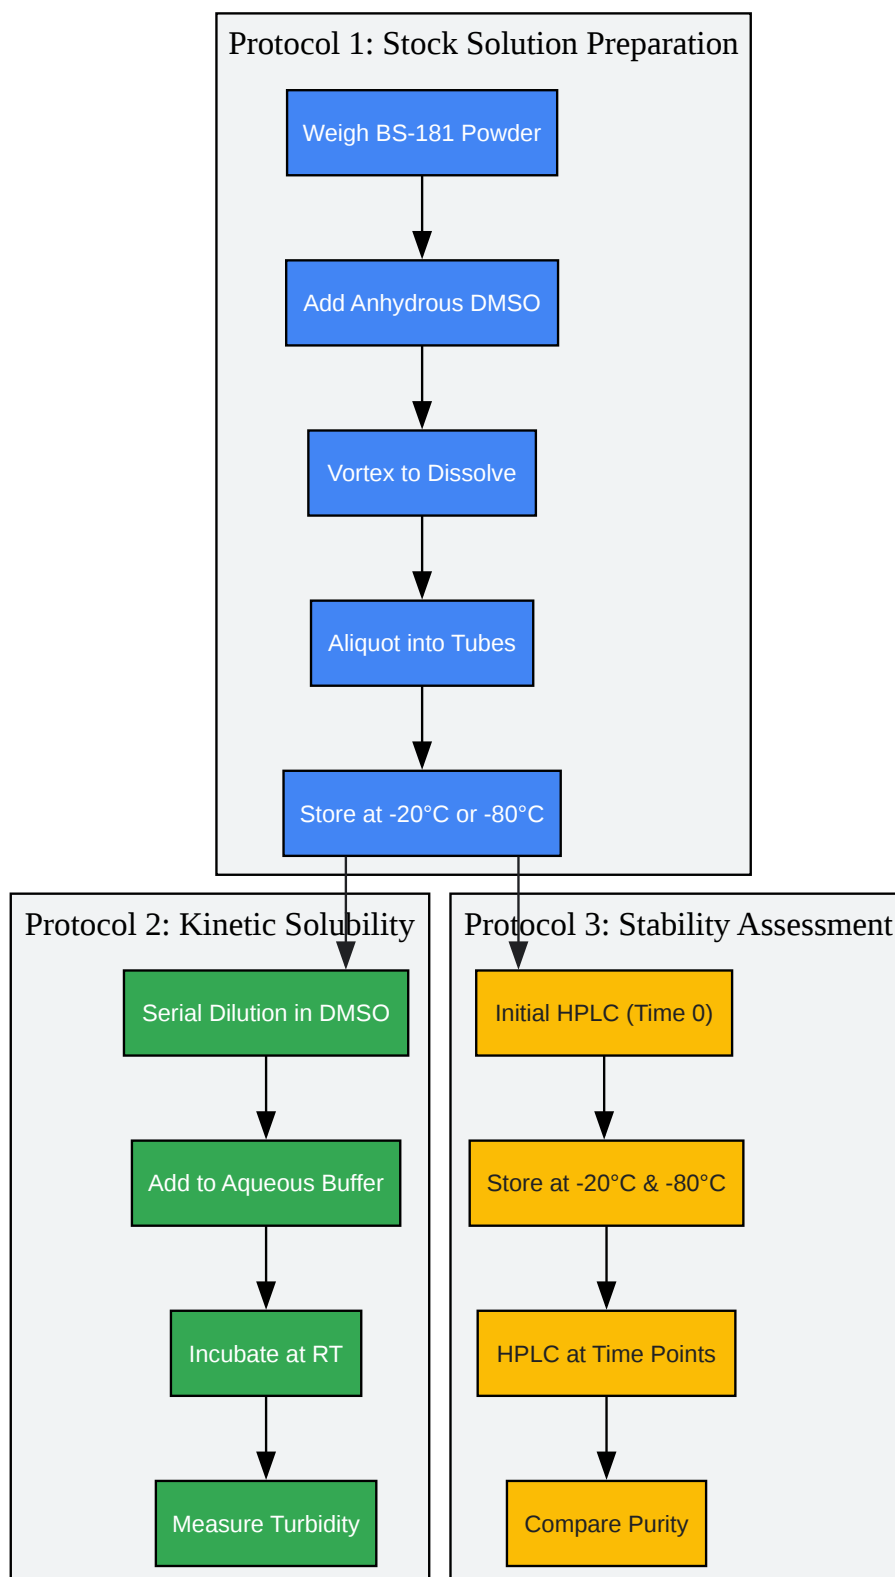 Protocol 1: Stock Solution Preparation
Weigh BS-181 Powder
Add Anhydrous DMSO
Vortex to Dissolve
Aliquot into Tubes
Store at -20°C or -80°C
Protocol 2: Kinetic Solubility
Serial Dilution in DMSO
Add to Aqueous Buffer
Incubate at RT
Measure Turbidity
Protocol 3: Stability Assessment
Initial HPLC (Time 0)
Store at -20°C & -80°C
HPLC at Time Points
Compare Purity